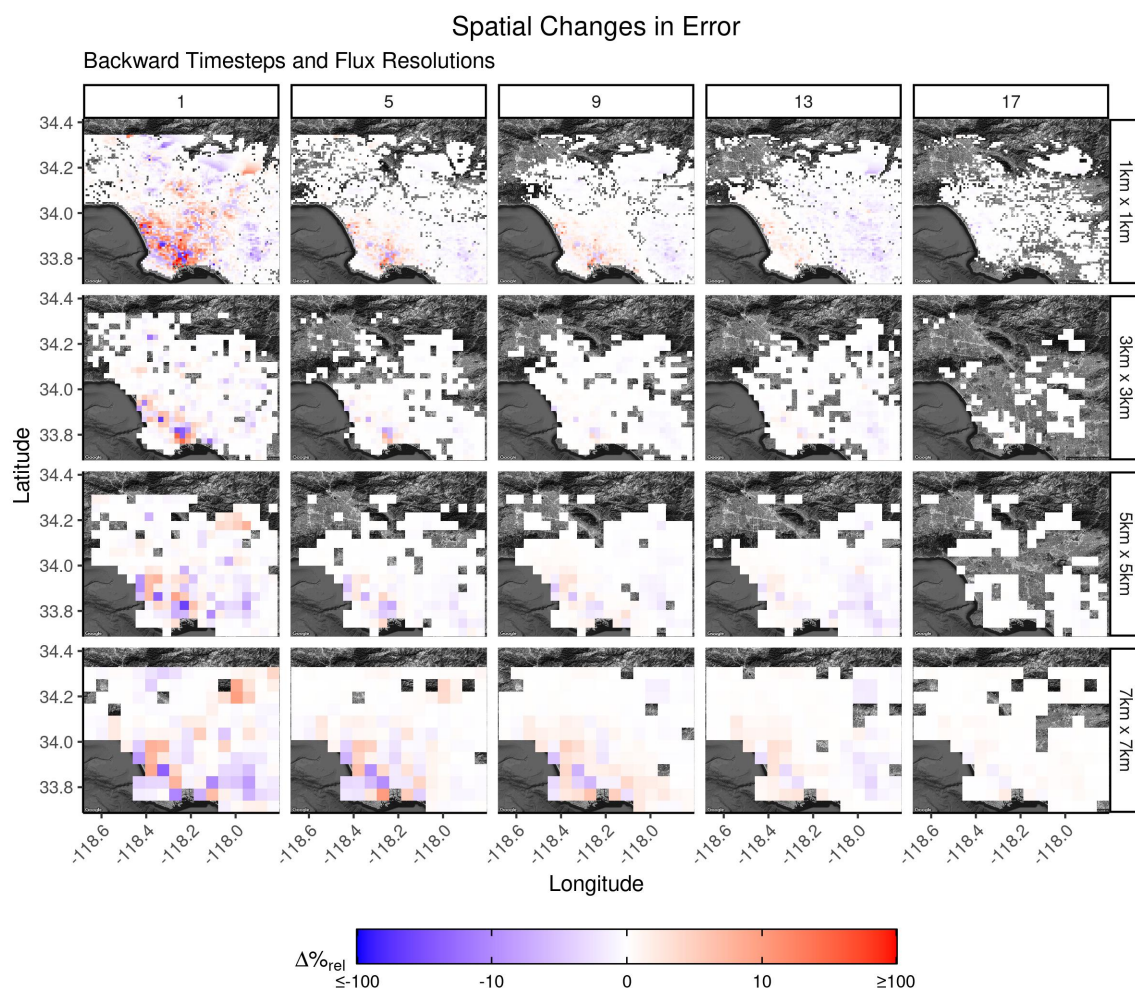 Spatial Changes in Error
Backward Timesteps and Flux Resolutions
1 5 9 13 17
34.4
34.2
34.0
33.8
1km x 1km
34.4
34.2
34.0
33.8
3km x 3km
34.4
34.2
34.0
33.8
5km x 5km
34.4
34.2
34.0
33.8
7km x 7km
Latitude
-118.6 -118.4 -118.2 -118.0 -118.6 -118.4 -118.2 -118.0 -118.6 -118.4 -118.2 -118.0 -118.6 -118.4 -118.2 -118.0 -118.6 -118.4 -118.2 -118.0
Longitude
Δ%rel
≤-100 -10 0 10 ≥100